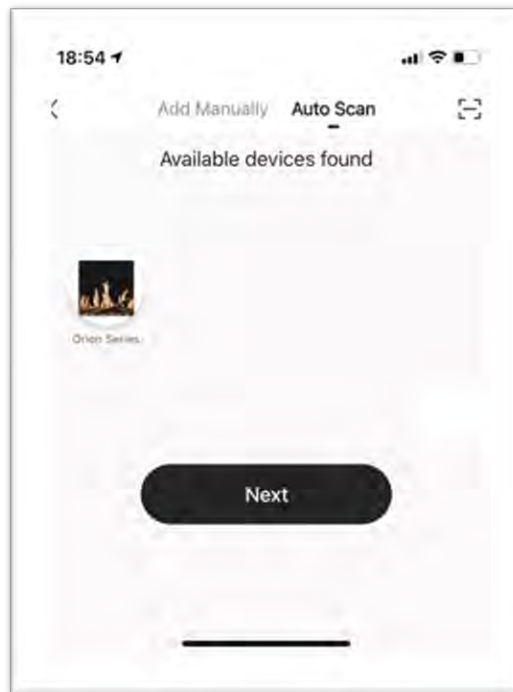 18:54
Add Manually Auto Scan
Available devices found
Orion Series
Next